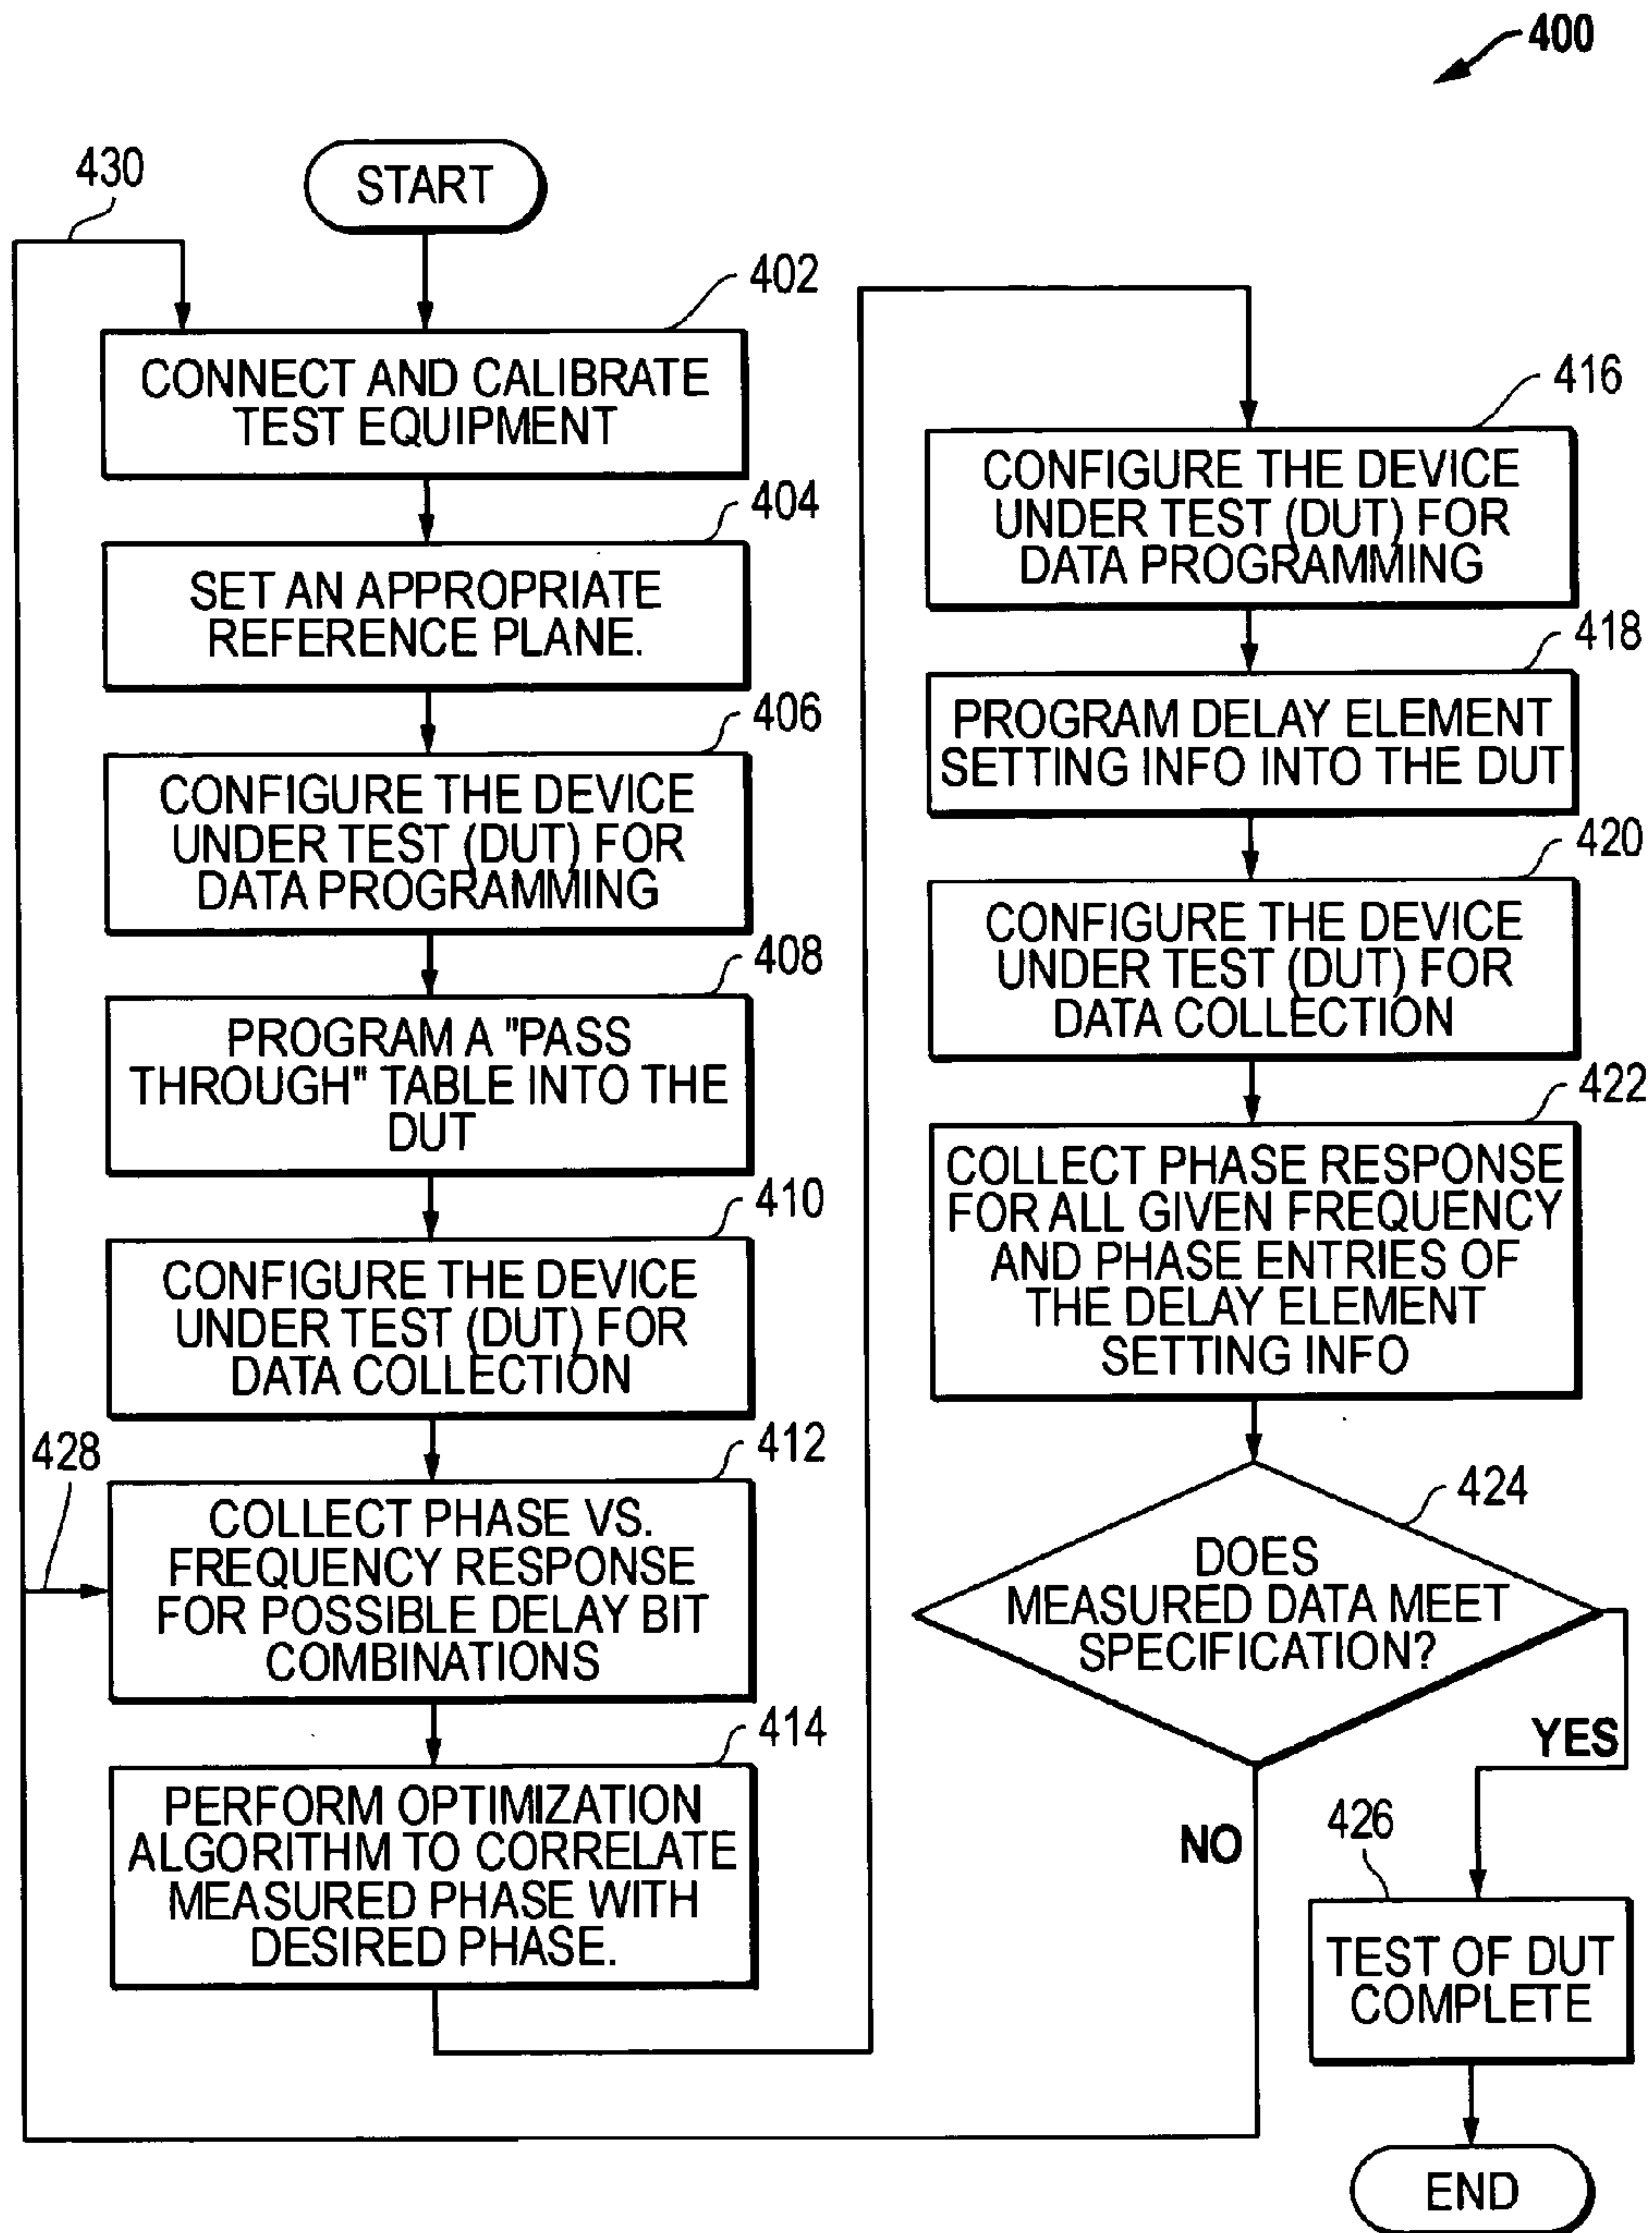 400
START
430
402
CONNECT AND CALIBRATE
TEST EQUIPMENT
404
SET AN APPROPRIATE
REFERENCE PLANE.
406
CONFIGURE THE DEVICE
UNDER TEST (DUT) FOR
DATA PROGRAMMING
408
PROGRAM A "PASS
THROUGH" TABLE INTO THE
DUT
410
CONFIGURE THE DEVICE
UNDER TEST (DUT) FOR
DATA COLLECTION
428
412
COLLECT PHASE VS.
FREQUENCY RESPONSE
FOR POSSIBLE DELAY BIT
COMBINATIONS
414
PERFORM OPTIMIZATION
ALGORITHM TO CORRELATE
MEASURED PHASE WITH
DESIRED PHASE.
416
CONFIGURE THE DEVICE
UNDER TEST (DUT) FOR
DATA PROGRAMMING
418
PROGRAM DELAY ELEMENT
SETTING INFO INTO THE DUT
420
CONFIGURE THE DEVICE
UNDER TEST (DUT) FOR
DATA COLLECTION
422
COLLECT PHASE RESPONSE
FOR ALL GIVEN FREQUENCY
AND PHASE ENTRIES OF
THE DELAY ELEMENT
SETTING INFO
424
DOES
MEASURED DATA MEET
SPECIFICATION?
YES
NO
426
TEST OF DUT
COMPLETE
END